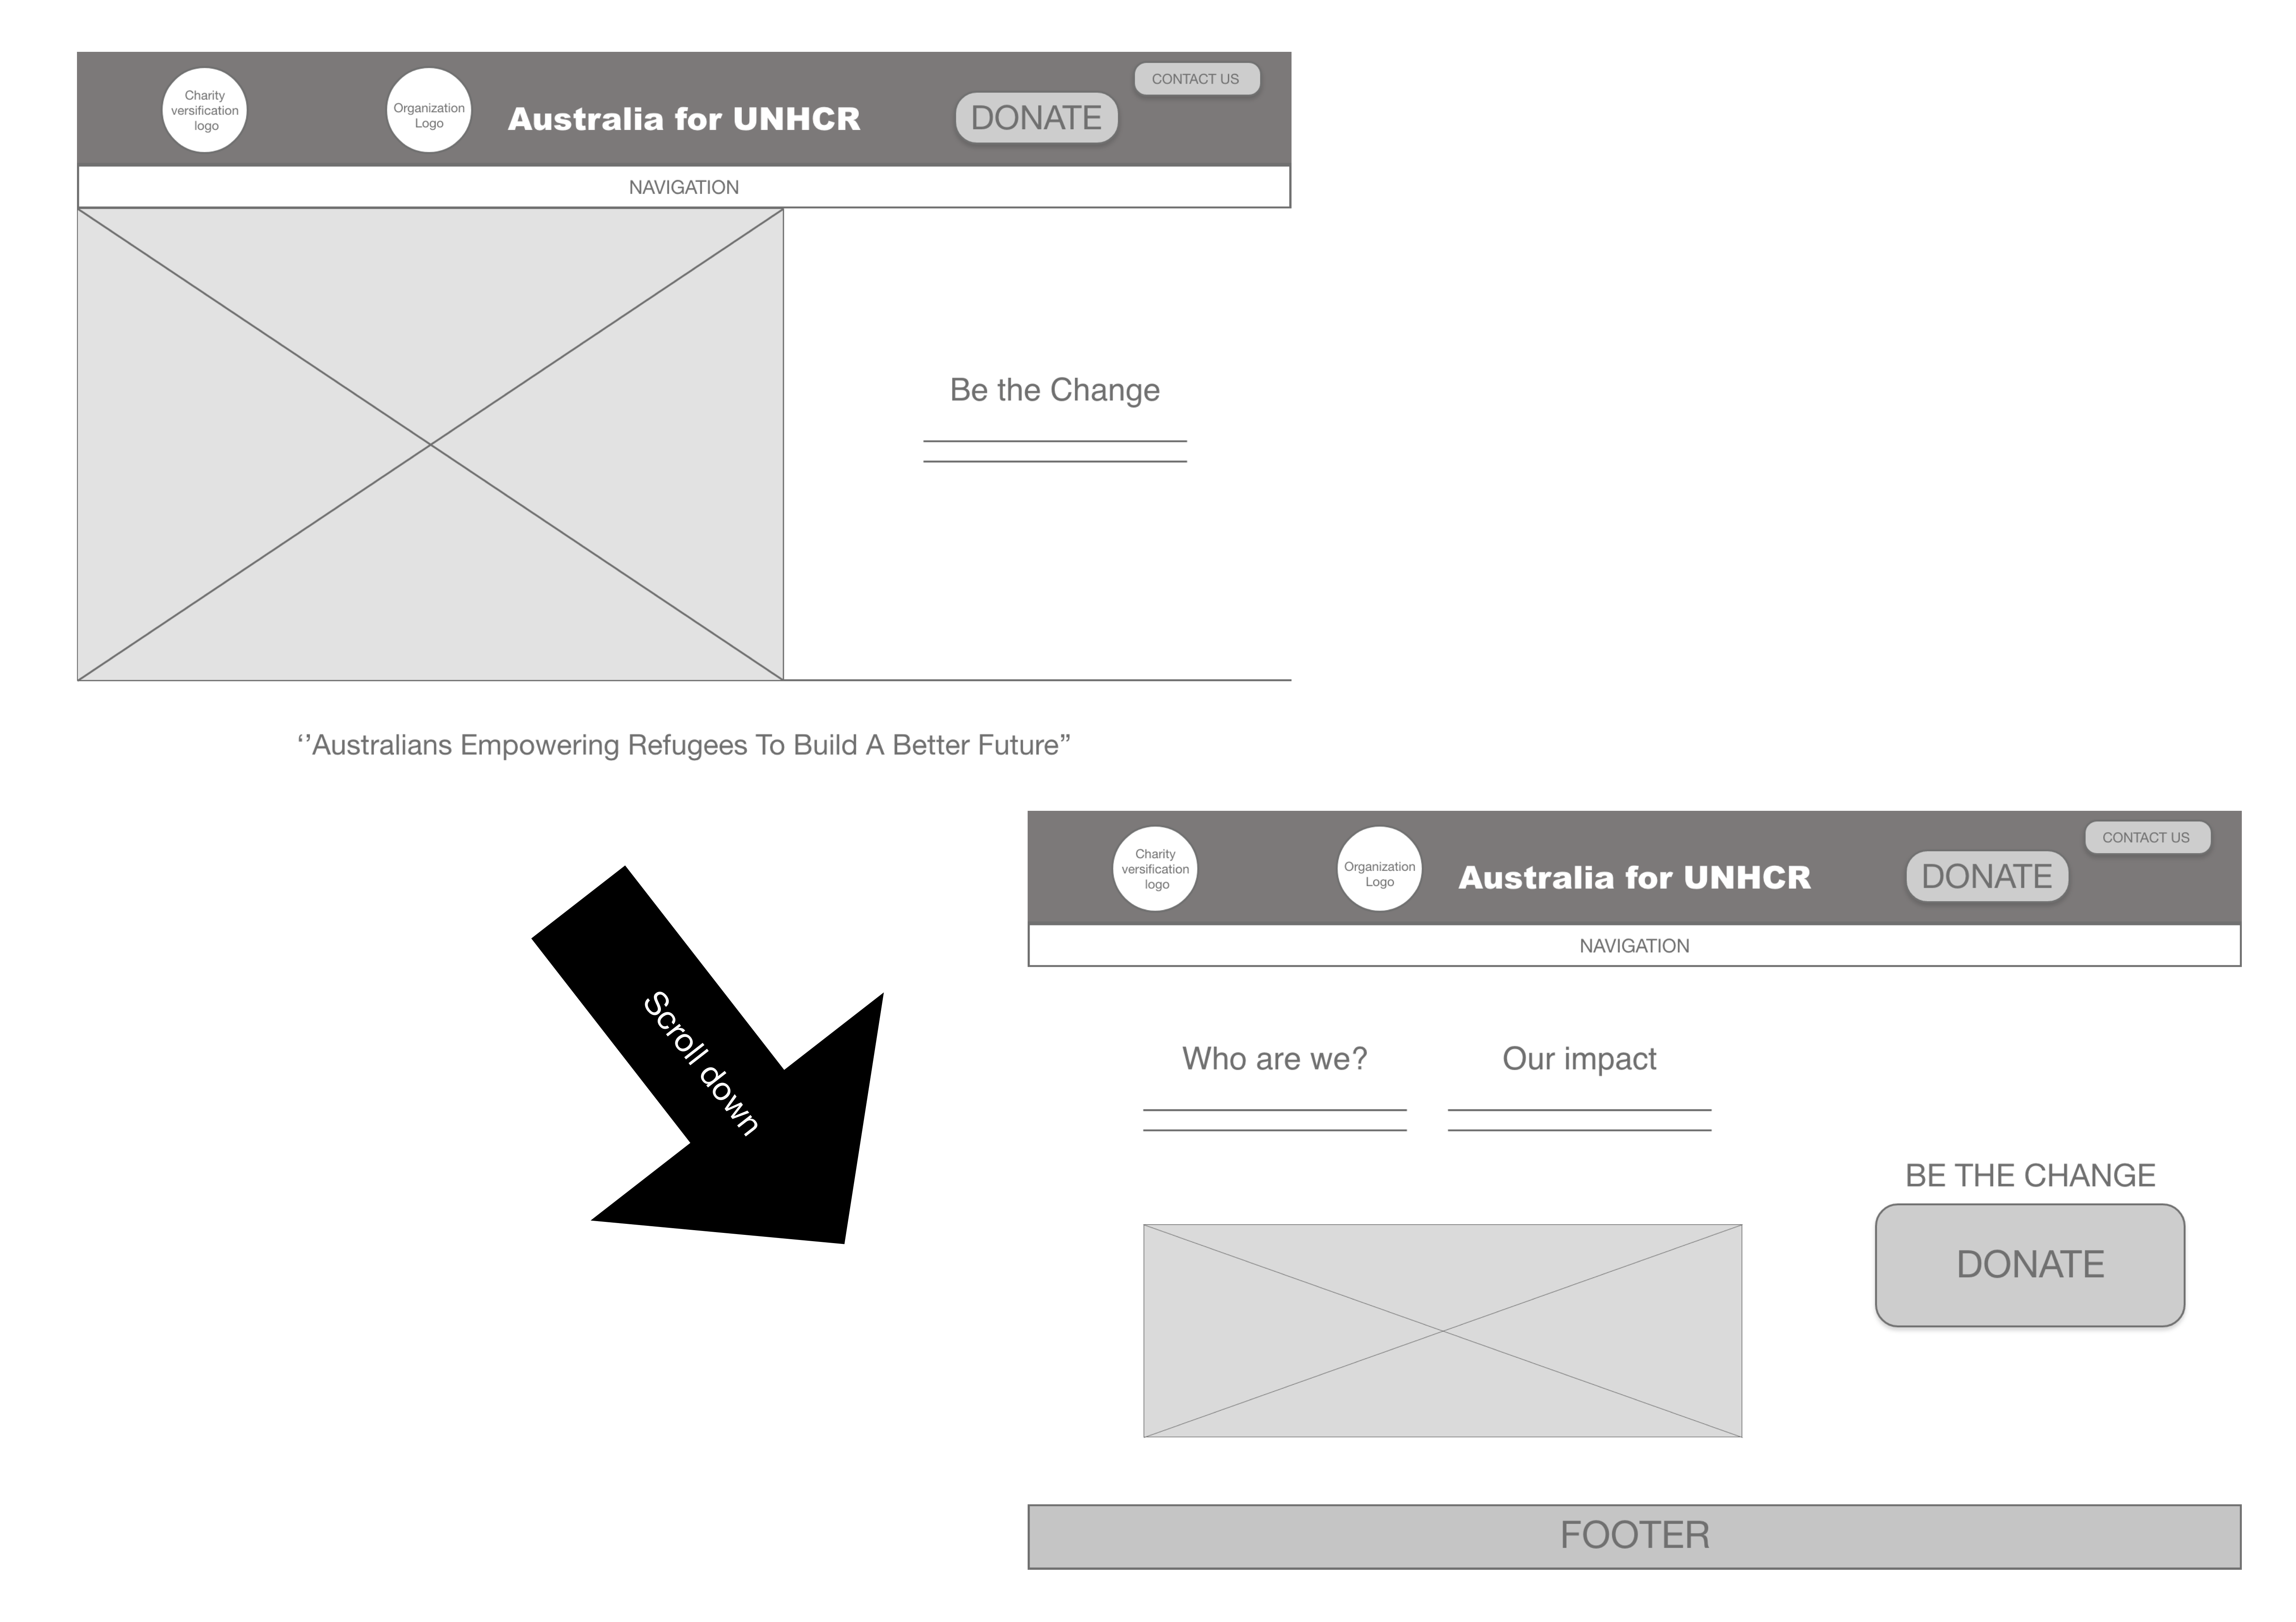 Charity
versification
logo
Organization
Logo
Australia for UNHCR
DONATE
CONTACT US
NAVIGATION
Be the Change
‘’Australians Empowering Refugees To Build A Better Future”
Scroll down
Charity
versification
logo
Organization
Logo
Australia for UNHCR
DONATE
CONTACT US
NAVIGATION
Who are we?
Our impact
BE THE CHANGE
DONATE
FOOTER